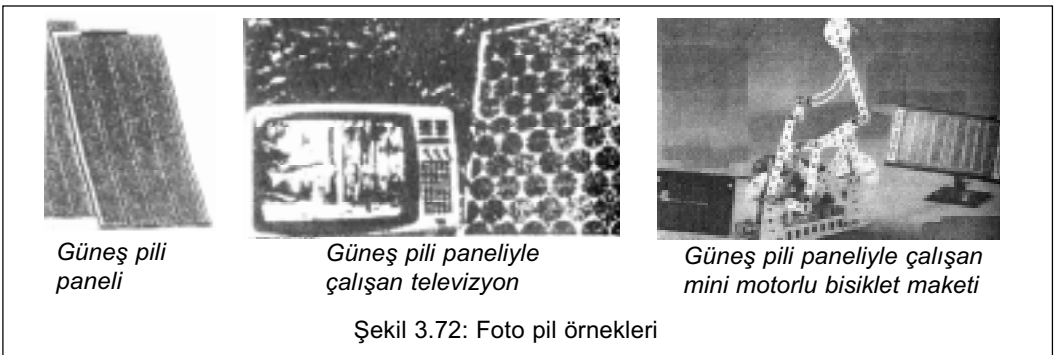 Güneş pili
paneli
Güneş pili paneliyle
çalışan televizyon
Güneş pili paneliyle çalışan
mini motorlu bisiklet maketi
Şekil 3.72: Foto pil örnekleri